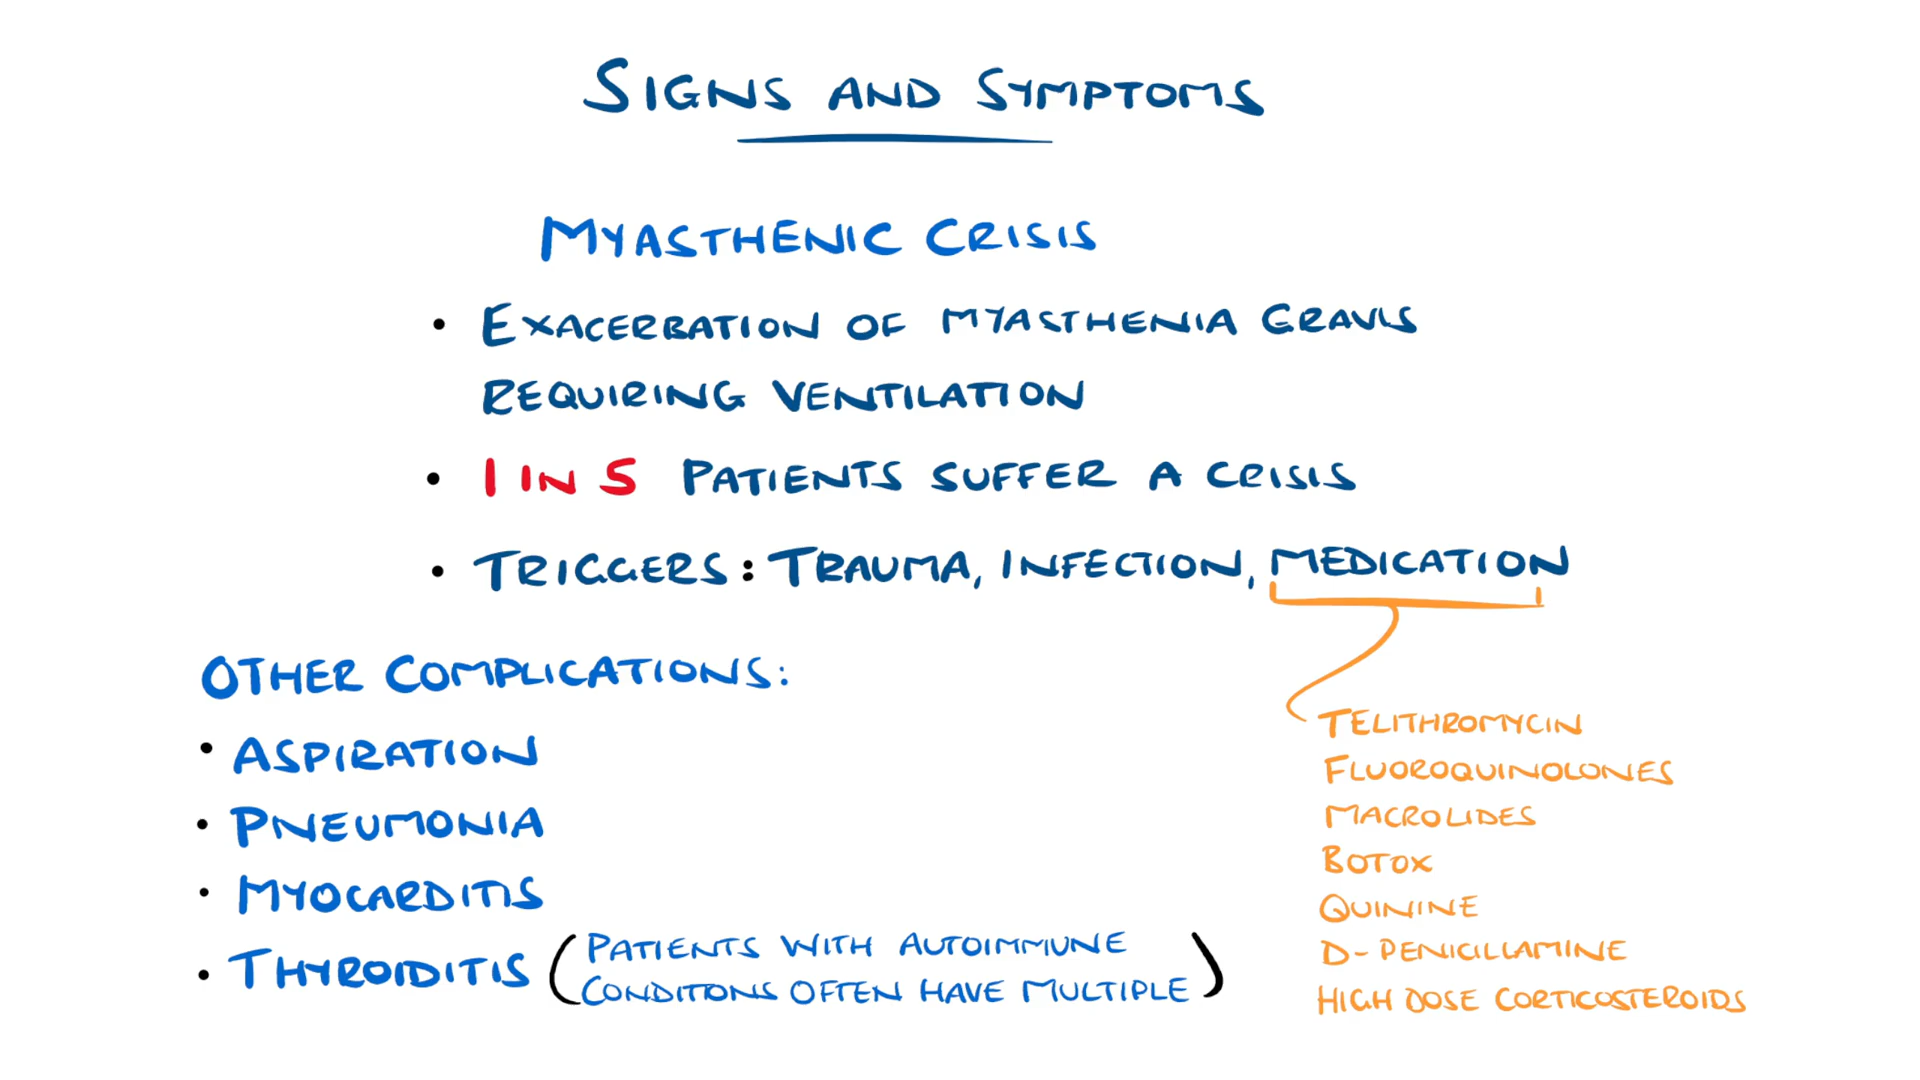 SIGNS AND SYMPTOMS
MYASTHENIC CRISIS
• EXACERBATION OF MYASTHENIA GRAVIS
REQUIRING VENTILATION
• 1 IN 5 PATIENTS SUFFER A CRISIS
• TRIGGERS: TRAUMA, INFECTION, MEDICATION
TELITHROMYCIN
FLUOROQUINOLONES
MACROLIDES
BOTOX
QUININE
D-PENICILLAMINE
HIGH DOSE CORTICOSTEROIDS
OTHER COMPLICATIONS:
• ASPIRATION
• PNEUMONIA
• MYOCARDITIS
• THYROIDITIS (PATIENTS WITH AUTOIMMUNE
CONDITIONS OFTEN HAVE MULTIPLE)